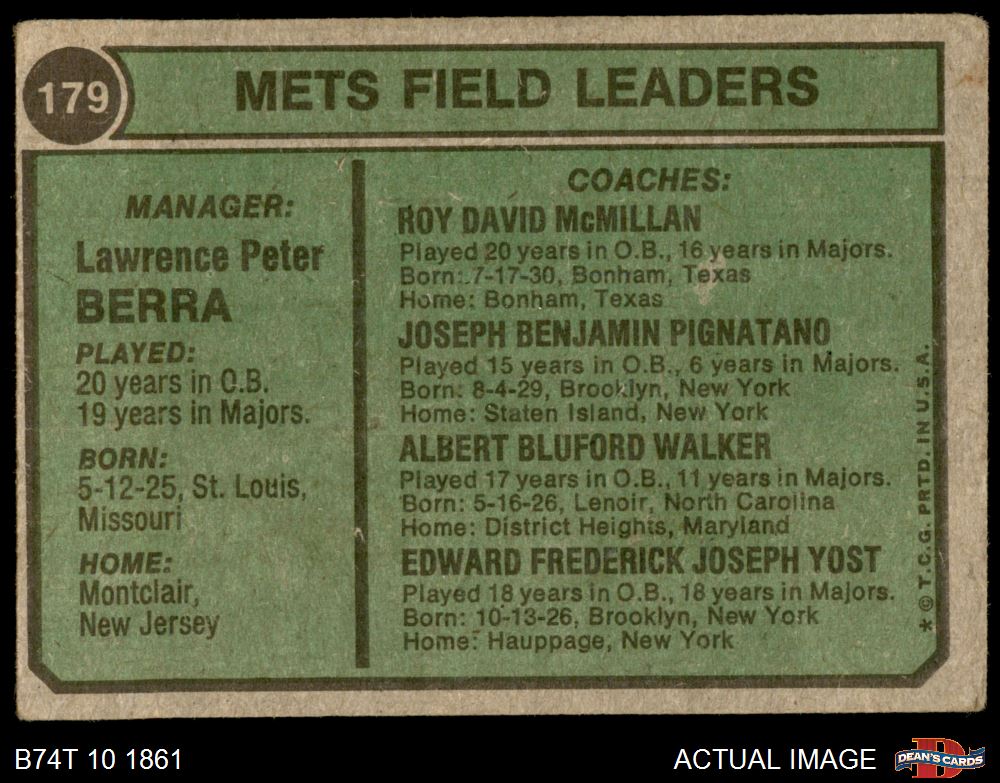 179
METS FIELD LEADERS
MANAGER:
Lawrence Peter
BERRA
PLAYED:
20 years in O.B.
19 years in Majors.
BORN:
5-12-25, St. Louis,
Missouri
HOME:
Montclair,
New Jersey
COACHES:
ROY DAVID McMILLAN
Played 20 years in O.B., 16 years in Majors.
Born: 7-17-30, Bonham, Texas
Home: Bonham, Texas
JOSEPH BENJAMIN PIGNATANO
Played 15 years in O.B., 6 years in Majors.
Born: 8-4-29, Brooklyn, New York
Home: Staten Island, New York
ALBERT BLUFORD WALKER
Played 17 years in O.B., 11 years in Majors.
Born: 5-16-26, Lenoir, North Carolina
Home: District Heights, Maryland
EDWARD FREDERICK JOSEPH YOST
Played 18 years in O.B., 18 years in Majors.
Born: 10-13-26, Brooklyn, New York
Home: Hauppage, New York
* © T.C.G. PRTD. IN U.S.A.
B74T 10 1861
ACTUAL IMAGE
D
DEAN'S CARDS